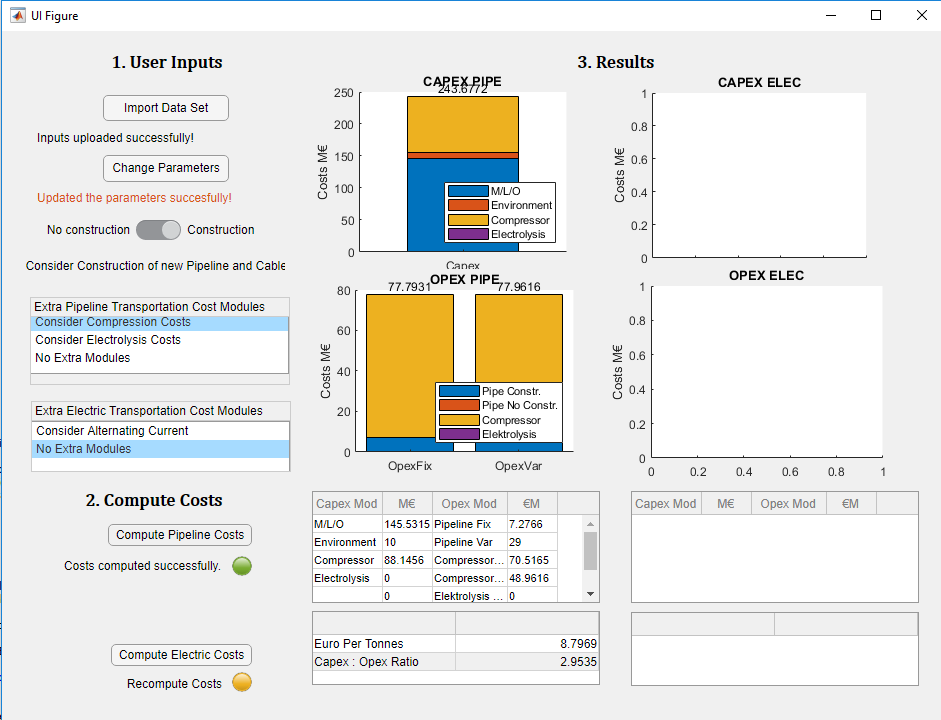 UI Figure
1. User Inputs
Import Data Set
Inputs uploaded successfully!
Change Parameters
Updated the parameters succesfully!
No construction Construction
Consider Construction of new Pipeline and Cable
Extra Pipeline Transportation Cost Modules
Consider Compression Costs
Consider Electrolysis Costs
No Extra Modules
Extra Electric Transportation Cost Modules
Consider Alternating Current
No Extra Modules
2. Compute Costs
Compute Pipeline Costs
Costs computed successfully.
Compute Electric Costs
Recompute Costs
3. Results
CAPEX PIPE
243.6772
250
200
150
100
50
0
Costs M€
M/L/O
Environment
Compressor
Electrolysis
Capex
OPEX PIPE
77.7931 77.9616
80
60
40
20
0
Costs M€
Pipe Constr.
Pipe No Constr.
Compressor
Elektrolysis
OpexFix OpexVar
CAPEX ELEC
1
0.8
0.6
0.4
0.2
0
Costs M€
OPEX ELEC
1
0.8
0.6
0.4
0.2
0
Costs M€
0 0.2 0.4 0.6 0.8 1
Capex Mod M€ Opex Mod €M
M/L/O 145.5315 Pipeline Fix 7.2766
Environment 10 Pipeline Var 29
Compressor 88.1456 Compressor... 70.5165
Electrolysis 0 Compressor... 48.9616
0 Elektrolysis ... 0
Euro Per Tonnes 8.7969
Capex : Opex Ratio 2.9535
Capex Mod M€ Opex Mod €M